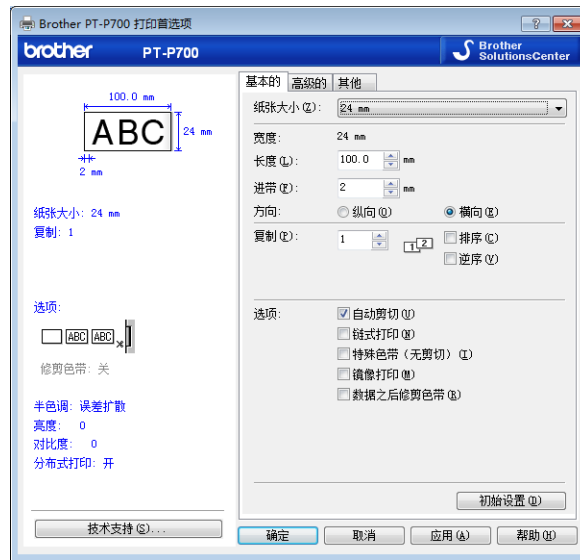 Brother PT-P700 打印首选项
brother PT-P700 Brother SolutionsCenter
100.0 mm
ABC
24 mm
2 mm
纸张大小: 24 mm
复制: 1
选项:
ABC ABC
修剪色带: 关
半色调: 误差扩散
亮度: 0
对比度: 0
分布式打印: 开
技术支持(S)...
基本的 高级的 其他
纸张大小(Z): 24 mm
宽度: 24 mm
长度(L): 100.0 mm
进带(F): 2 mm
方向: 纵向(O) 横向(E)
复制(P): 1 1 2 排序(C)
逆序(V)
选项: 自动剪切(U)
链式打印(N)
特殊色带（无剪切）(I)
镜像打印(M)
数据之后修剪色带(R)
初始设置(D)
确定 取消 应用(A) 帮助(H)